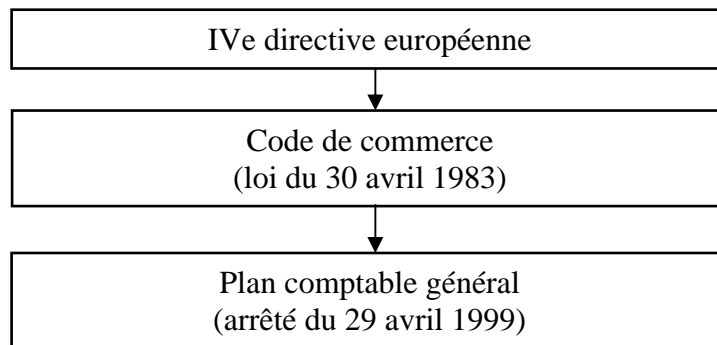 IVe directive européenne
Code de commerce
(loi du 30 avril 1983)
Plan comptable général
(arrêté du 29 avril 1999)